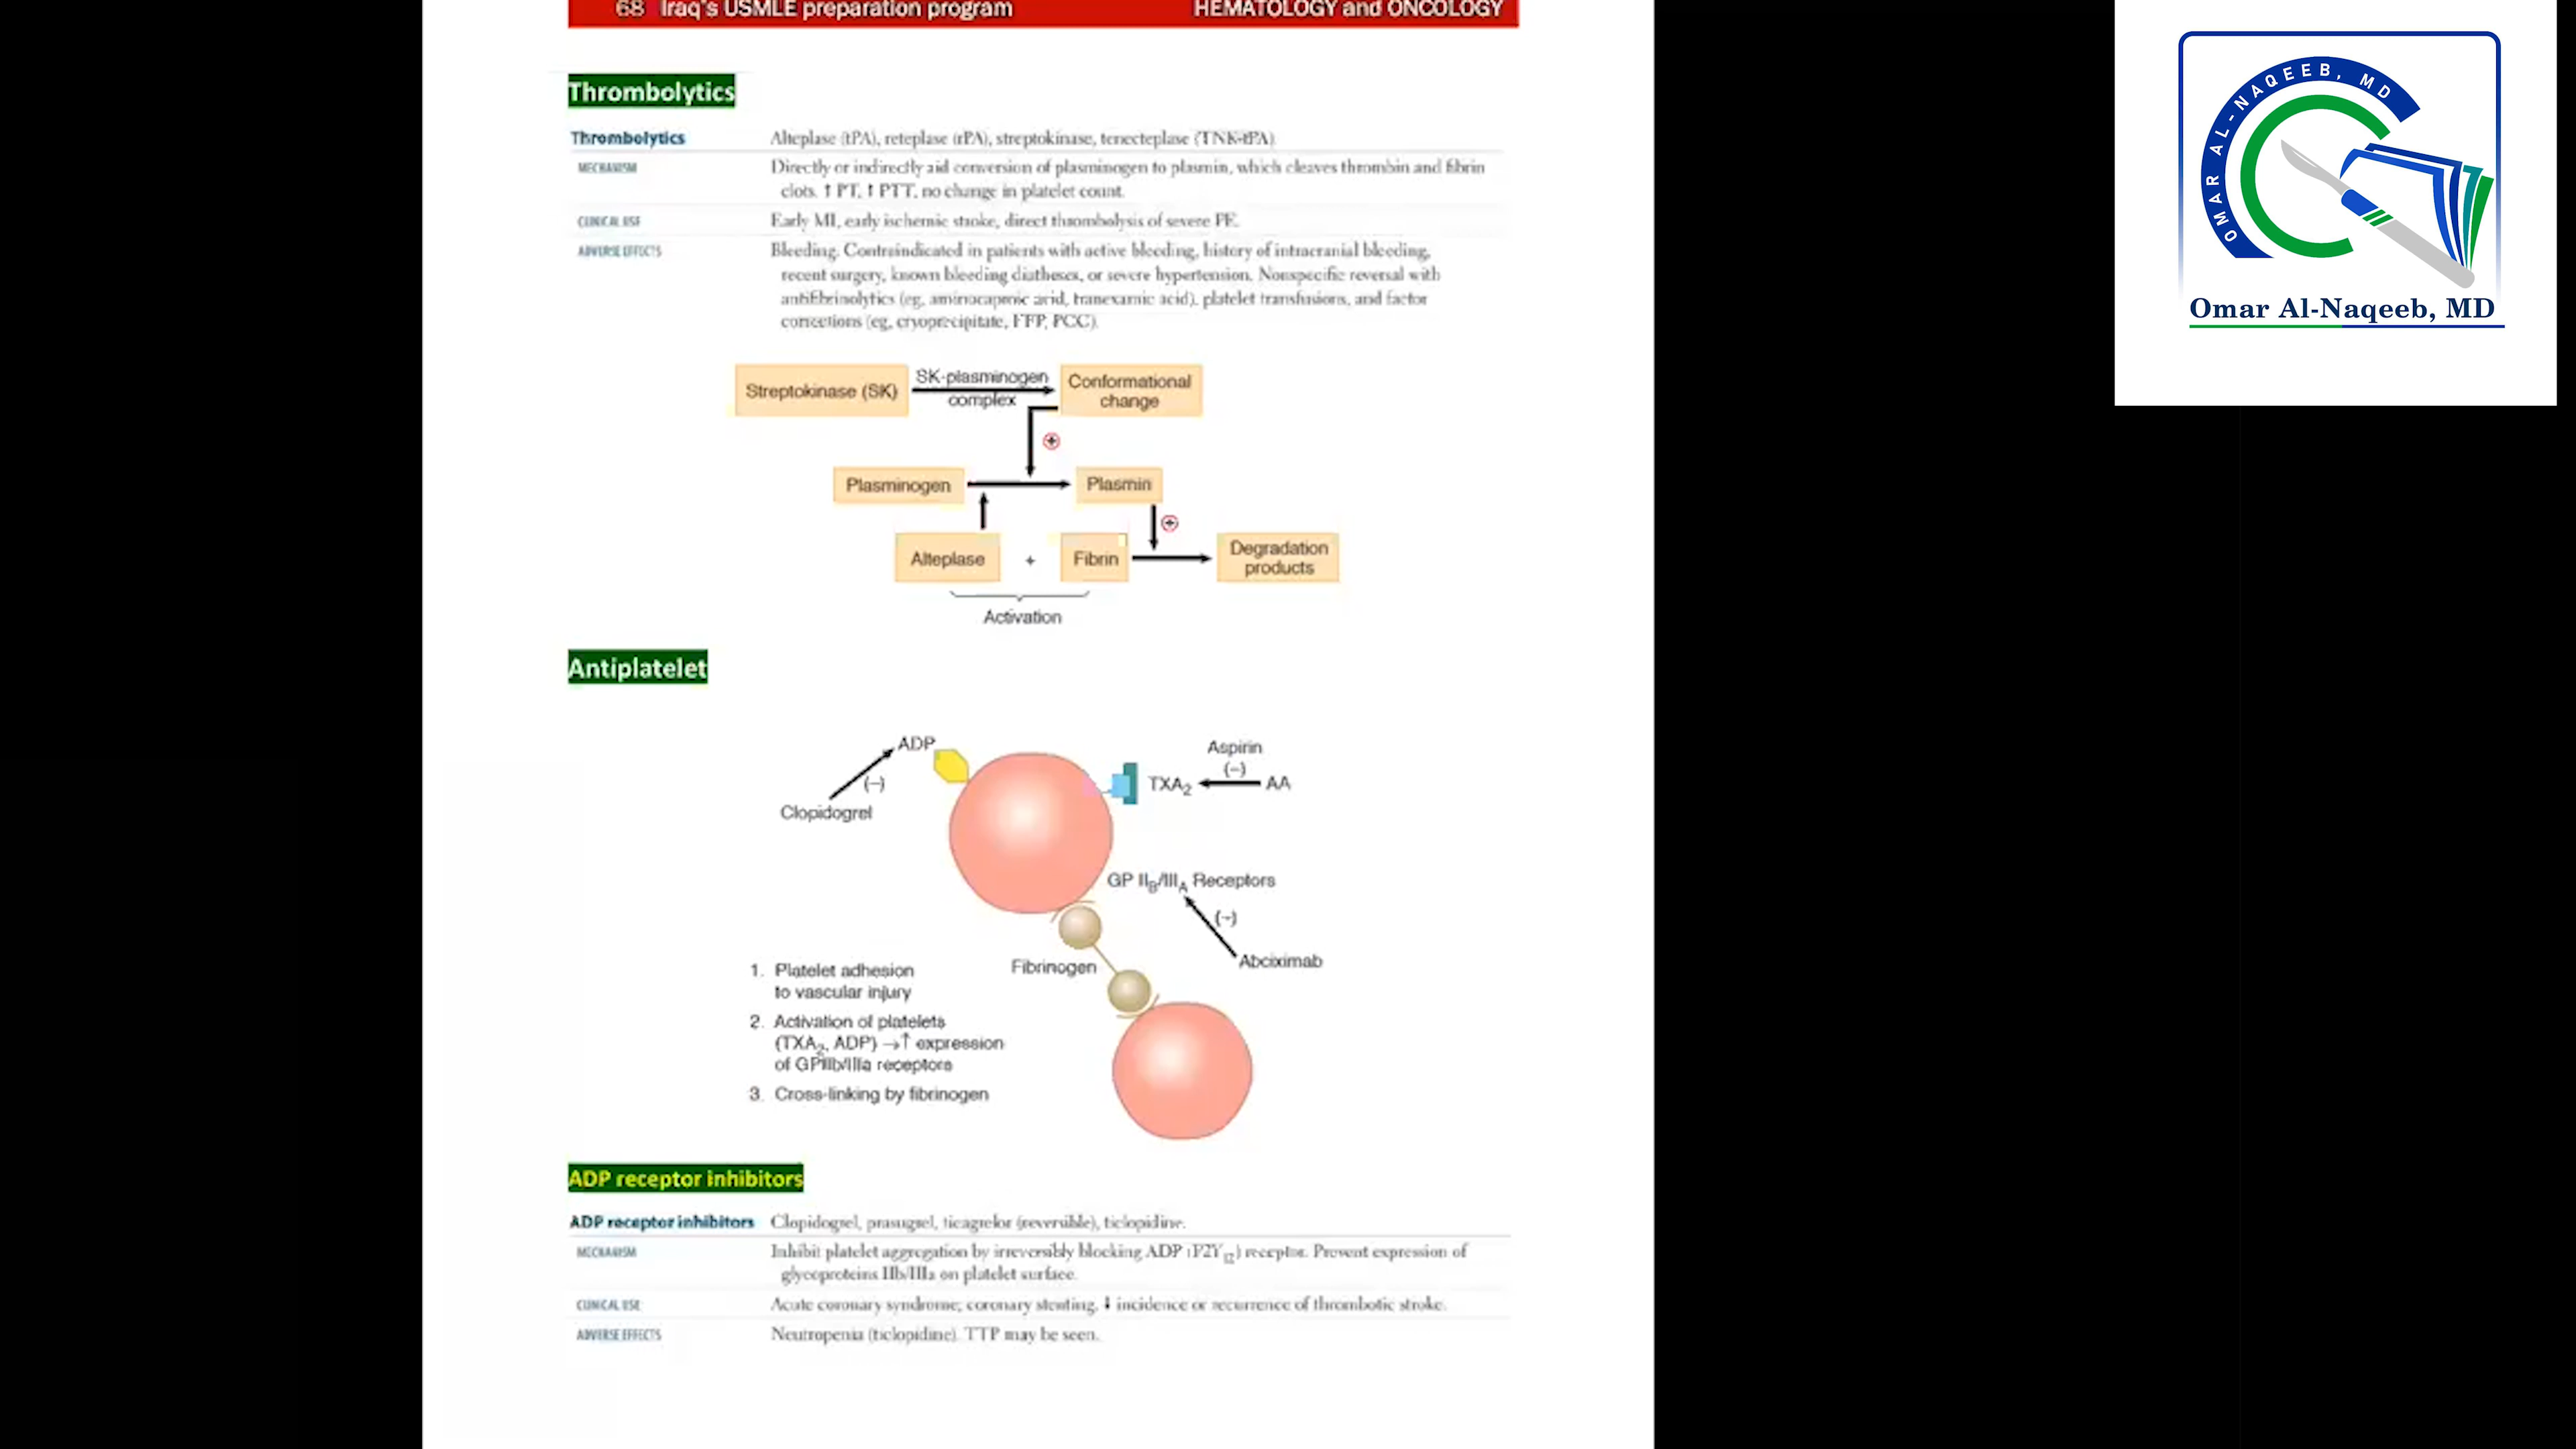 68 Iraq's USMLE preparation program HEMATOLOGY and ONCOLOGY
OMAR AL-NAQEEB, MD
Omar Al-Naqeeb, MD
Thrombolytics
Thrombolytics Alteplase (tPA), reteplase (rPA), streptokinase, tenecteplase (TNK-tPA).
MECHANISM Directly or indirectly aid conversion of plasminogen to plasmin, which cleaves thrombin and fibrin
clots. ↑ PT, ↑ PTT, no change in platelet count.
CLINICAL USE Early MI, early ischemic stroke, direct thrombolysis of severe PE.
ADVERSE EFFECTS Bleeding. Contraindicated in patients with active bleeding, history of intracranial bleeding,
recent surgery, known bleeding diatheses, or severe hypertension. Nonspecific reversal with
antifibrinolytics (eg, aminocaproic acid, tranexamic acid), platelet transfusions, and factor
corrections (eg, cryoprecipitate, FFP, PCC).
Streptokinase (SK) SK-plasminogen complex Conformational change
+
Plasminogen Plasmin
+
Alteplase + Fibrin Degradation products
Activation
Antiplatelet
ADP
(–)
Clopidogrel
Aspirin
(–)
TXA2 AA
GP IIB/IIIA Receptors
(–)
Abciximab
Fibrinogen
1. Platelet adhesion
to vascular injury
2. Activation of platelets
(TXA2, ADP) →↑ expression
of GPIIb/IIIa receptors
3. Cross-linking by fibrinogen
ADP receptor inhibitors
ADP receptor inhibitors Clopidogrel, prasugrel, ticagrelor (reversible), ticlopidine.
MECHANISM Inhibit platelet aggregation by irreversibly blocking ADP (P2Y12) receptor. Prevent expression of
glycoproteins IIb/IIIa on platelet surface.
CLINICAL USE Acute coronary syndrome; coronary stenting. ↓ incidence or recurrence of thrombotic stroke.
ADVERSE EFFECTS Neutropenia (ticlopidine). TTP may be seen.